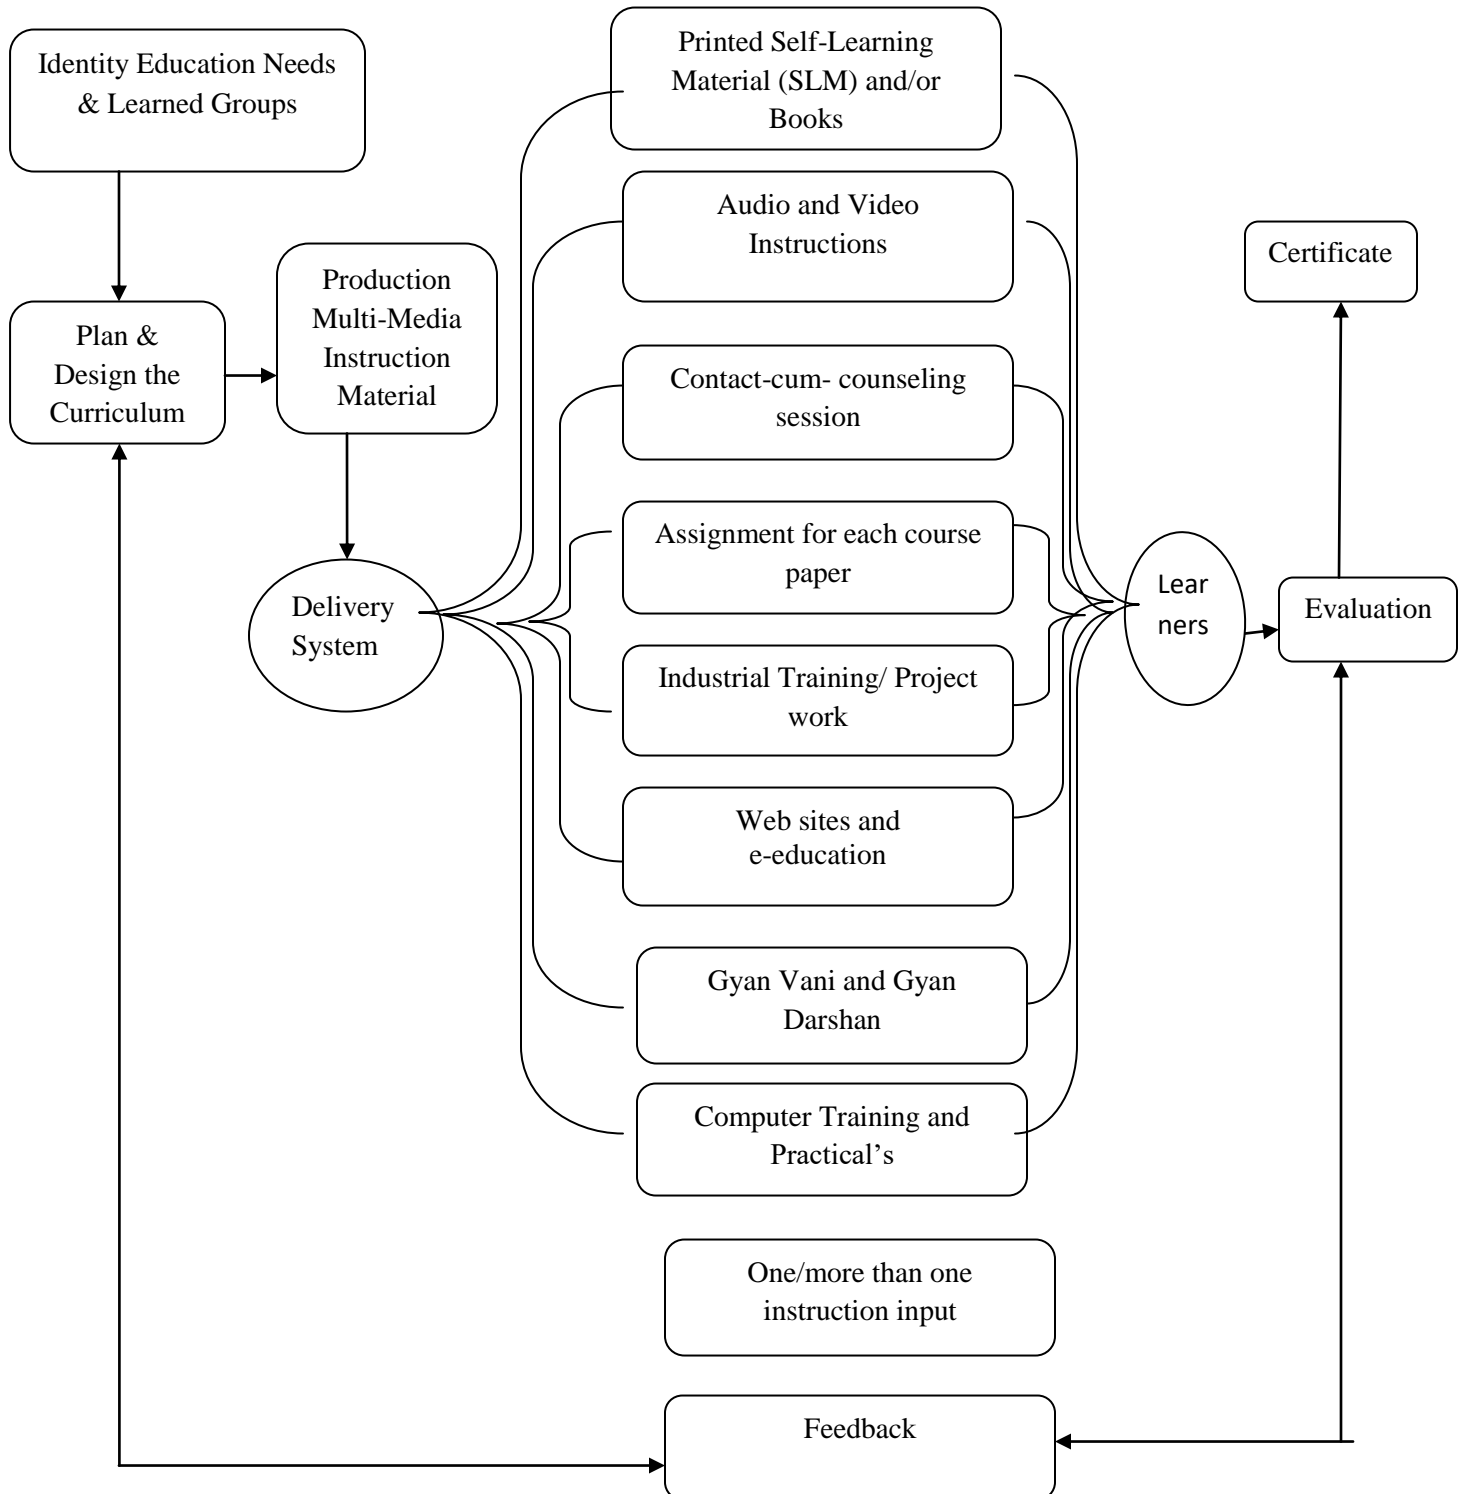 Identity Education Needs
& Learned Groups
Plan &
Design the
Curriculum
Production
Multi-Media
Instruction
Material
Delivery
System
Printed Self-Learning
Material (SLM) and/or
Books
Audio and Video
Instructions
Contact-cum- counseling
session
Assignment for each course
paper
Industrial Training/ Project
work
Web sites and
e-education
Gyan Vani and Gyan
Darshan
Computer Training and
Practical’s
One/more than one
instruction input
Feedback
Lear
ners
Evaluation
Certificate